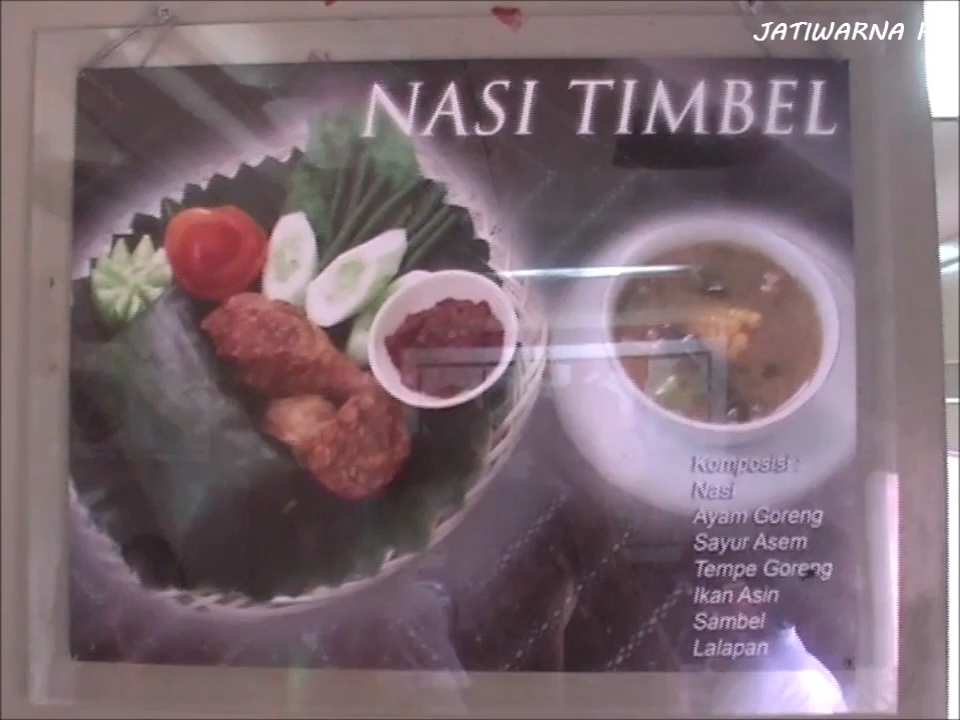 JATIWARNA
NASI TIMBEL
Komposisi :
Nasi
Ayam Goreng
Sayur Asem
Tempe Goreng
Ikan Asin
Sambel
Lalapan